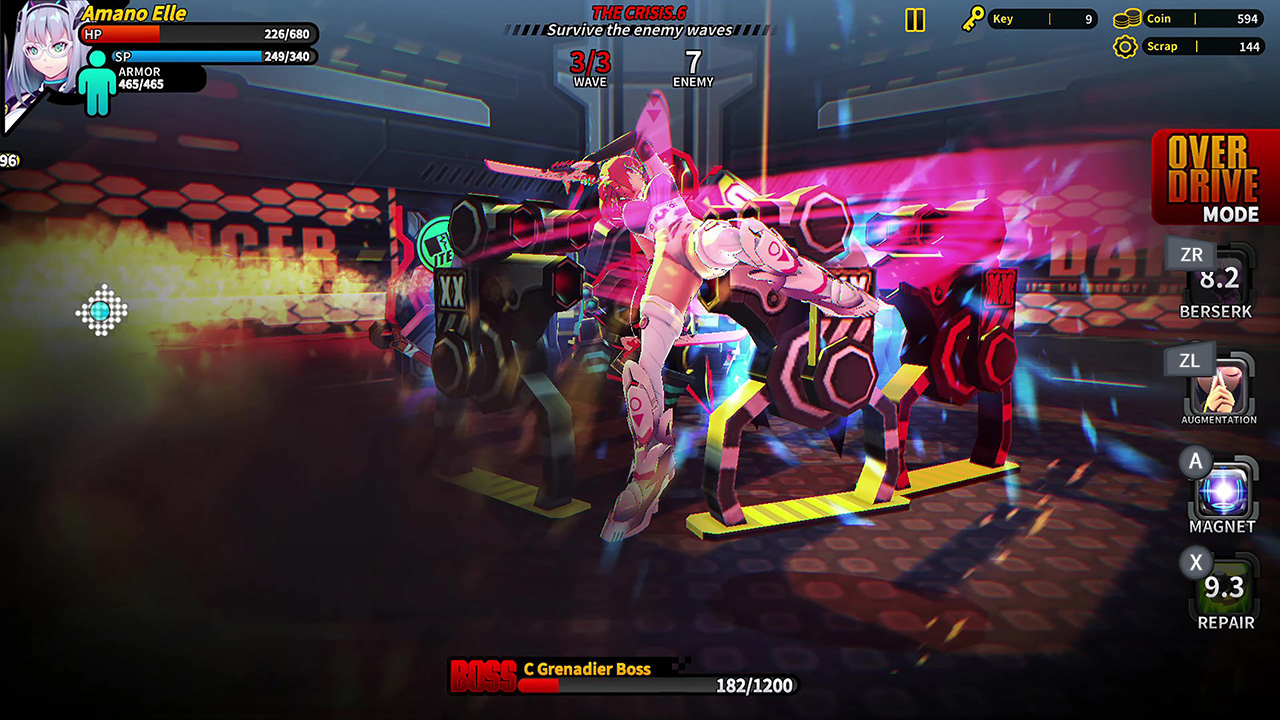 Amano Elle
HP 226/680
SP 249/340
ARMOR
465/465
96
THE CRISIS.6
Survive the enemy waves
3/3
WAVE
7
ENEMY
Key 9
Coin 594
Scrap 144
OVER
DRIVE
MODE
ZR
8.2
BERSERK
ZL
AUGMENTATION
A
MAGNET
X
9.3
REPAIR
XX
XX
BOSS
C Grenadier Boss
182/1200